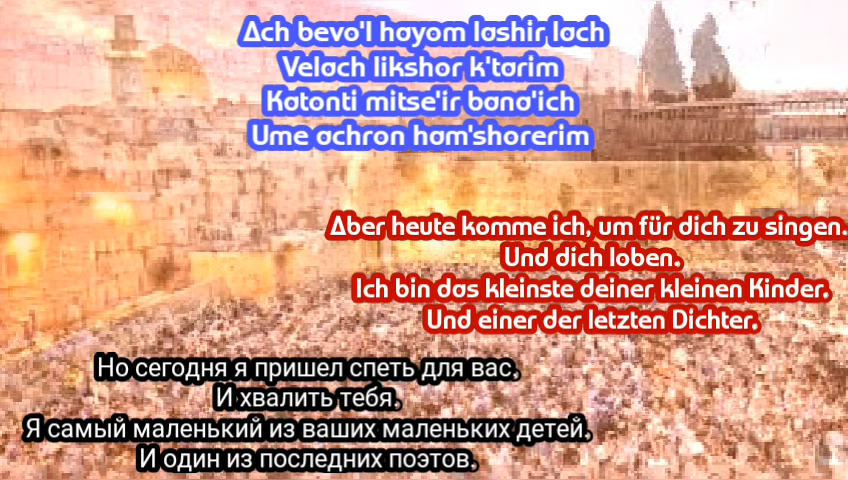 Ach bevo'i hayom lashir lach
Velach likshor k'tarim
Katonti mitse'ir bana'ich
Ume achron ham'shorerim
Aber heute komme ich, um für dich zu singen.
Und dich loben.
Ich bin das kleinste deiner kleinen Kinder.
Und einer der letzten Dichter.
Но сегодня я пришел спеть для вас.
И хвалить тебя.
Я самый маленький из ваших маленьких детей.
И один из последних поэтов.